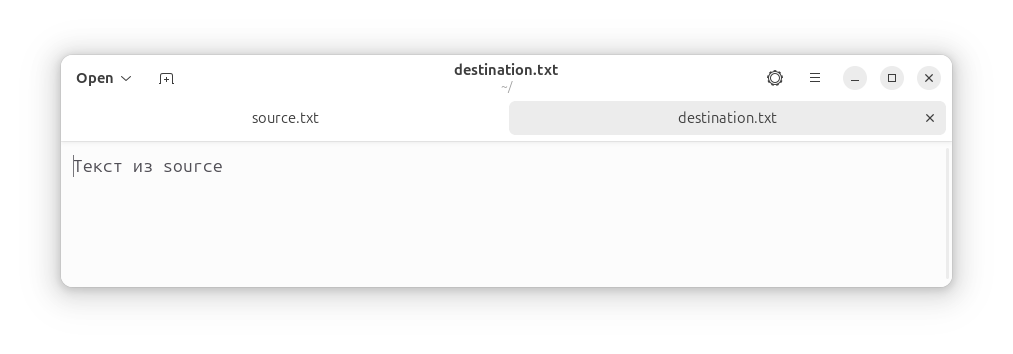 Open
destination.txt
~/
source.txt
destination.txt
Текст из source